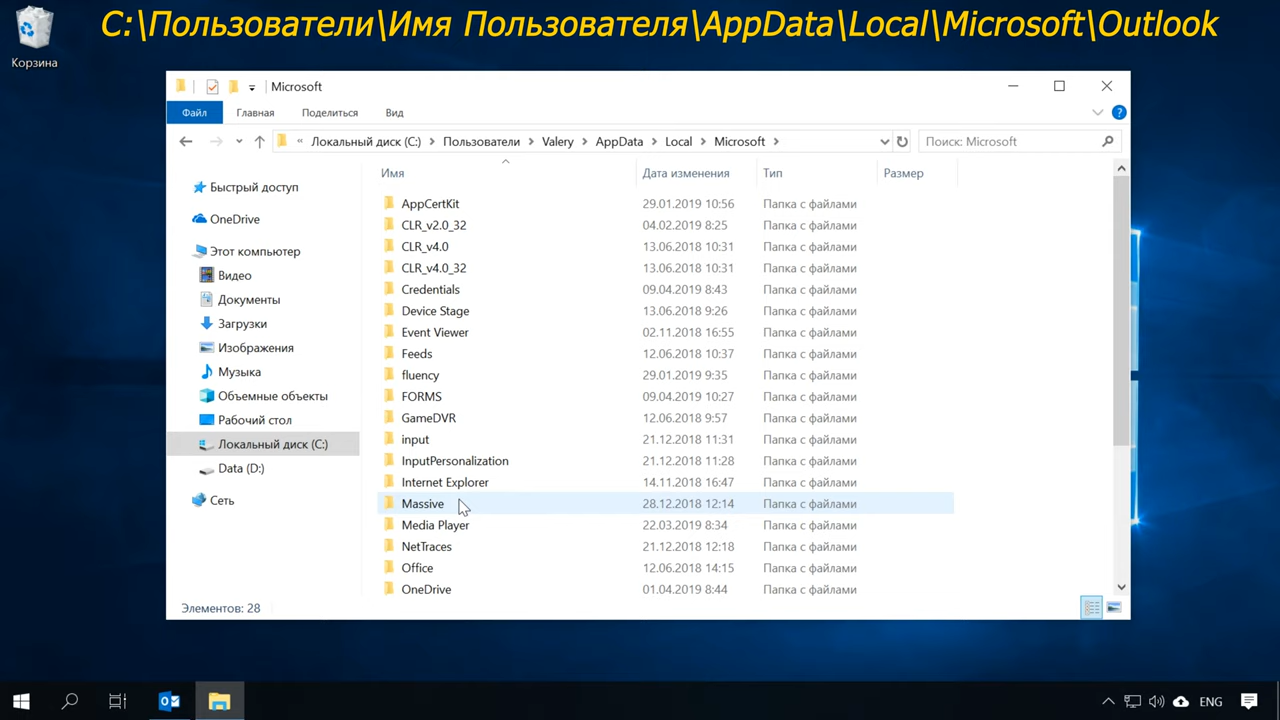 C:\Пользователи\Имя Пользователя\AppData\Local\Microsoft\Outlook
Корзина
Microsoft
Файл Главная Поделиться Вид
« Локальный диск (C:) Пользователи Valery AppData Local Microsoft Поиск: Microsoft
Имя Дата изменения Тип Размер
Быстрый доступ
OneDrive
Этот компьютер
Видео
Документы
Загрузки
Изображения
Музыка
Объемные объекты
Рабочий стол
Локальный диск (C:)
Data (D:)
Сеть
AppCertKit 29.01.2019 10:56 Папка с файлами
CLR_v2.0_32 04.02.2019 8:25 Папка с файлами
CLR_v4.0 13.06.2018 10:31 Папка с файлами
CLR_v4.0_32 13.06.2018 10:31 Папка с файлами
Credentials 09.04.2019 8:43 Папка с файлами
Device Stage 13.06.2018 9:26 Папка с файлами
Event Viewer 02.11.2018 16:55 Папка с файлами
Feeds 12.06.2018 10:37 Папка с файлами
fluency 29.01.2019 9:35 Папка с файлами
FORMS 09.04.2019 10:27 Папка с файлами
GameDVR 12.06.2018 9:57 Папка с файлами
input 21.12.2018 11:31 Папка с файлами
InputPersonalization 21.12.2018 11:28 Папка с файлами
Internet Explorer 14.11.2018 16:47 Папка с файлами
Massive 28.12.2018 12:14 Папка с файлами
Media Player 22.03.2019 8:34 Папка с файлами
NetTraces 21.12.2018 12:18 Папка с файлами
Office 12.06.2018 14:15 Папка с файлами
OneDrive 01.04.2019 8:44 Папка с файлами
Элементов: 28
ENG